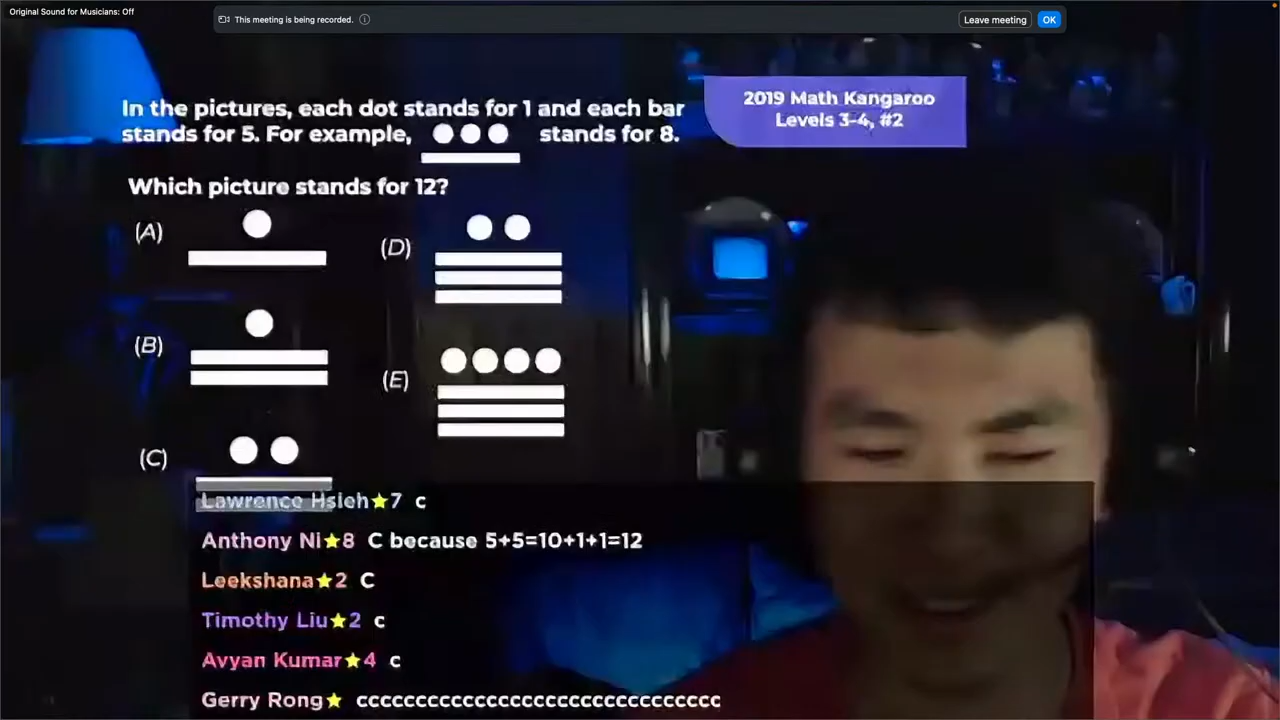 Original Sound for Musicians: Off
This meeting is being recorded.
Leave meeting
OK
In the pictures, each dot stands for 1 and each bar
stands for 5. For example, stands for 8.
2019 Math Kangaroo
Levels 3-4, #2
Which picture stands for 12?
(A)
(B)
(C)
(D)
(E)
Lawrence Hsieh★7 c
Anthony Ni★8 C because 5+5=10+1+1=12
Leekshana★2 C
Timothy Liu★2 c
Avyan Kumar★4 c
Gerry Rong★ cccccccccccccccccccccccccccccc